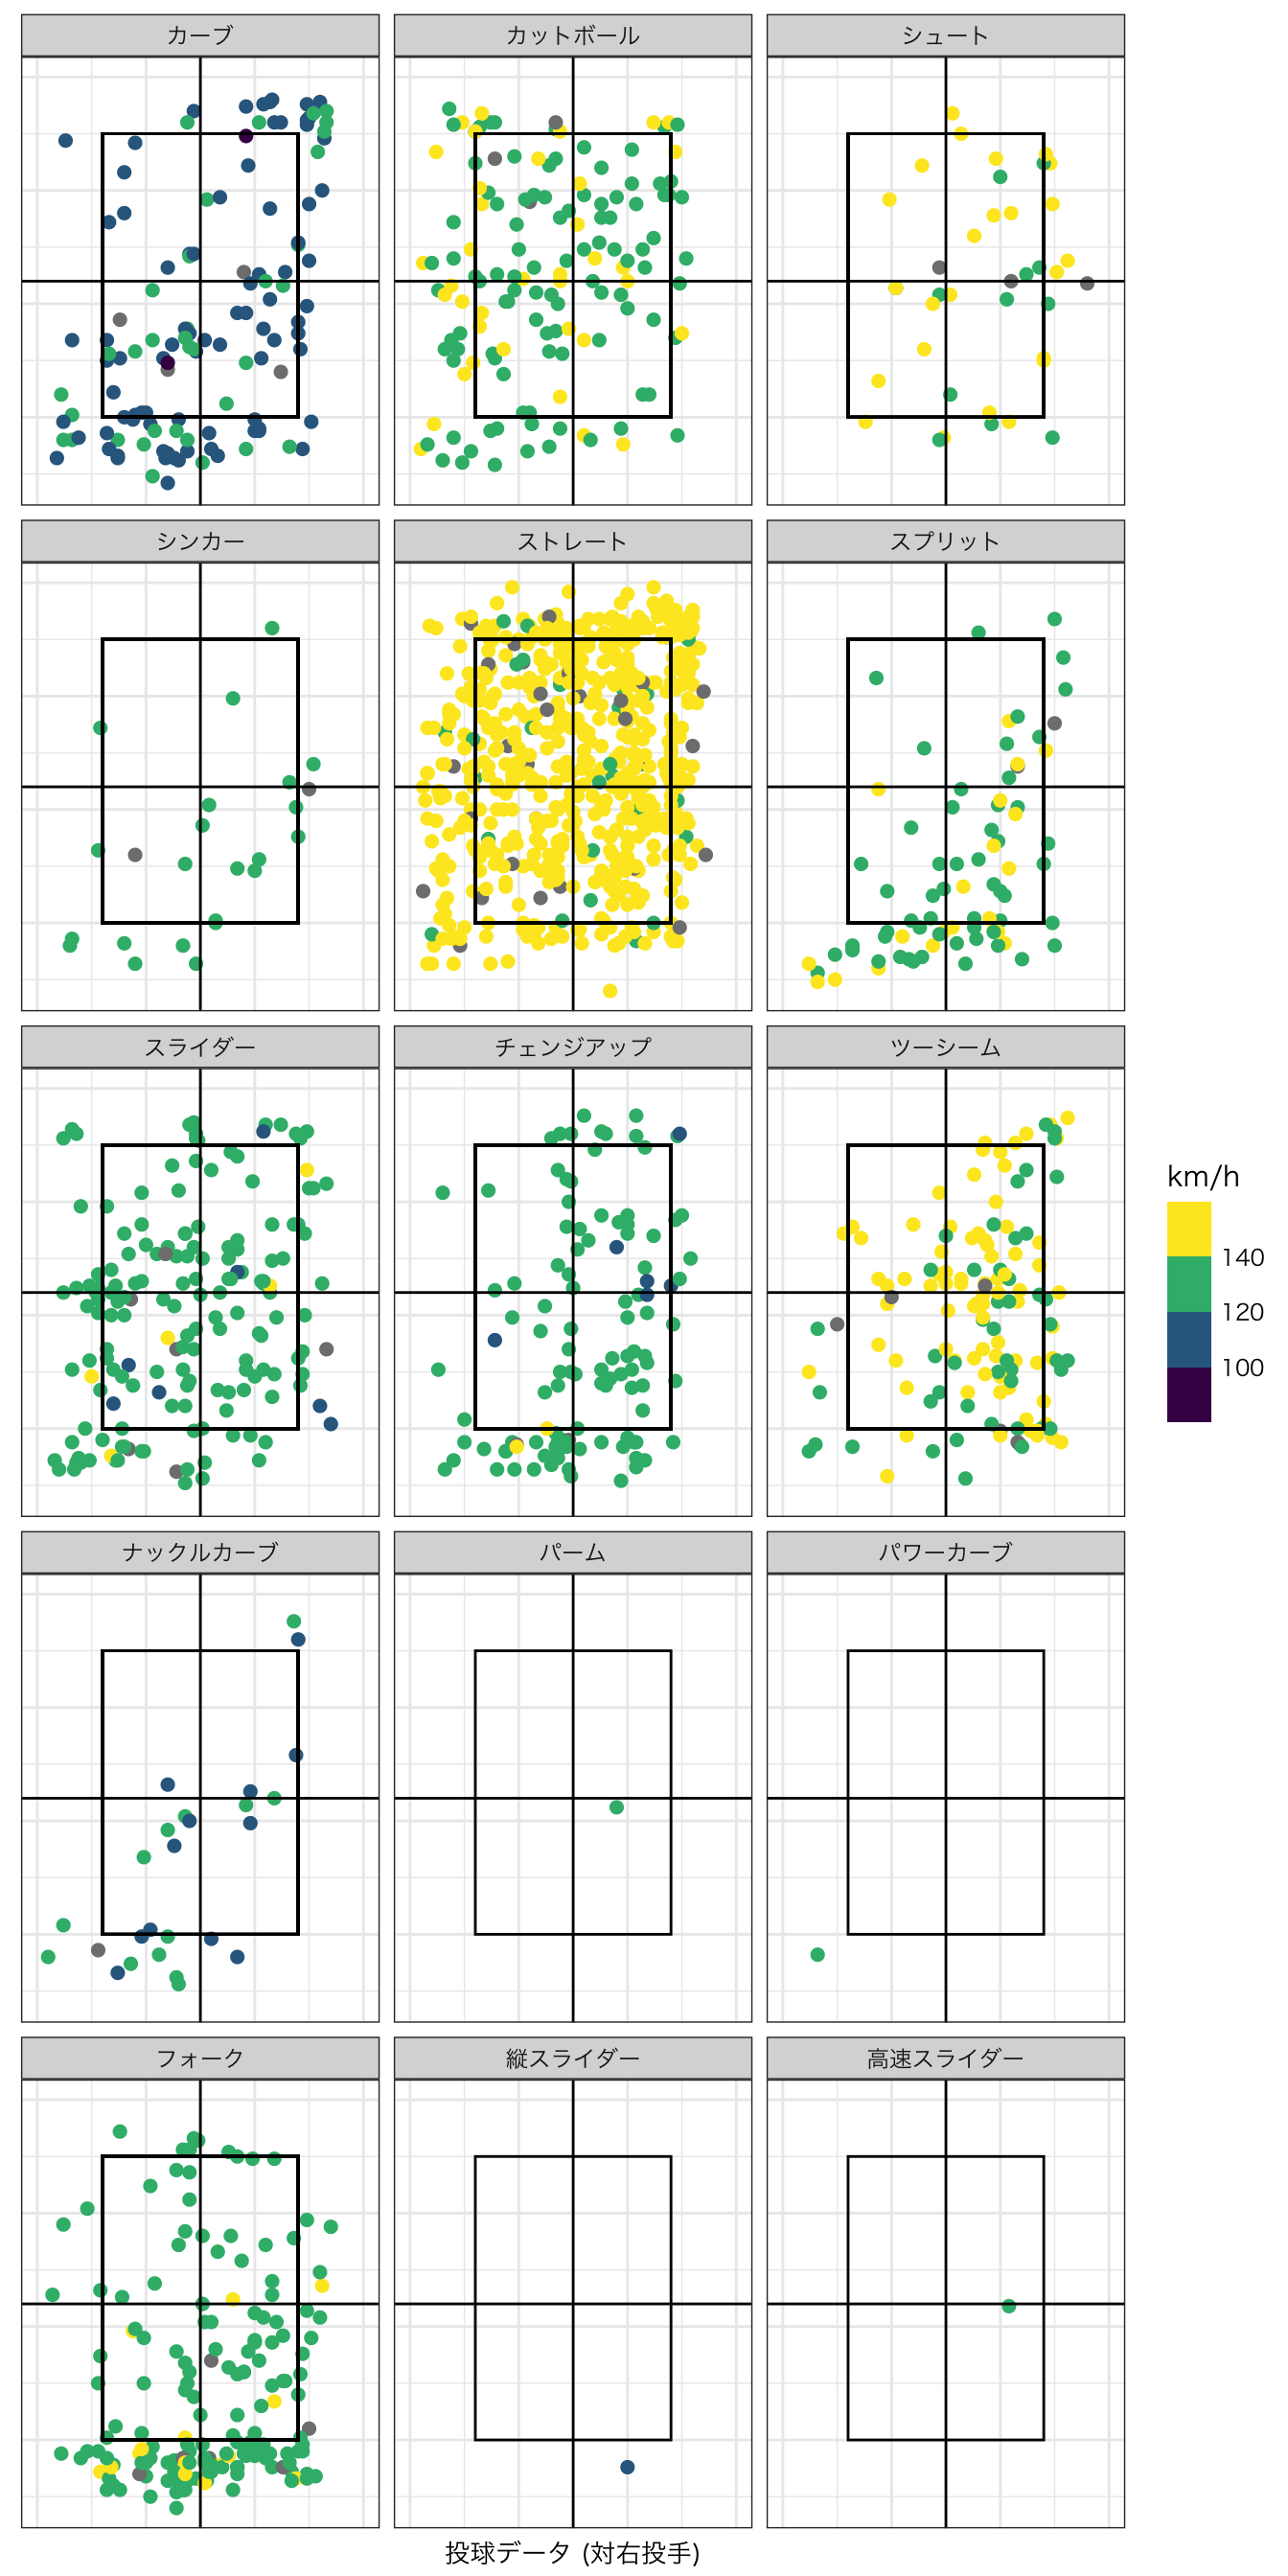 カーブ
カットボール
シュート
シンカー
ストレート
スプリット
スライダー
チェンジアップ
ツーシーム
km/h
140
120
100
ナックルカーブ
パーム
パワーカーブ
フォーク
縦スライダー
高速スライダー
投球データ (対右投手)